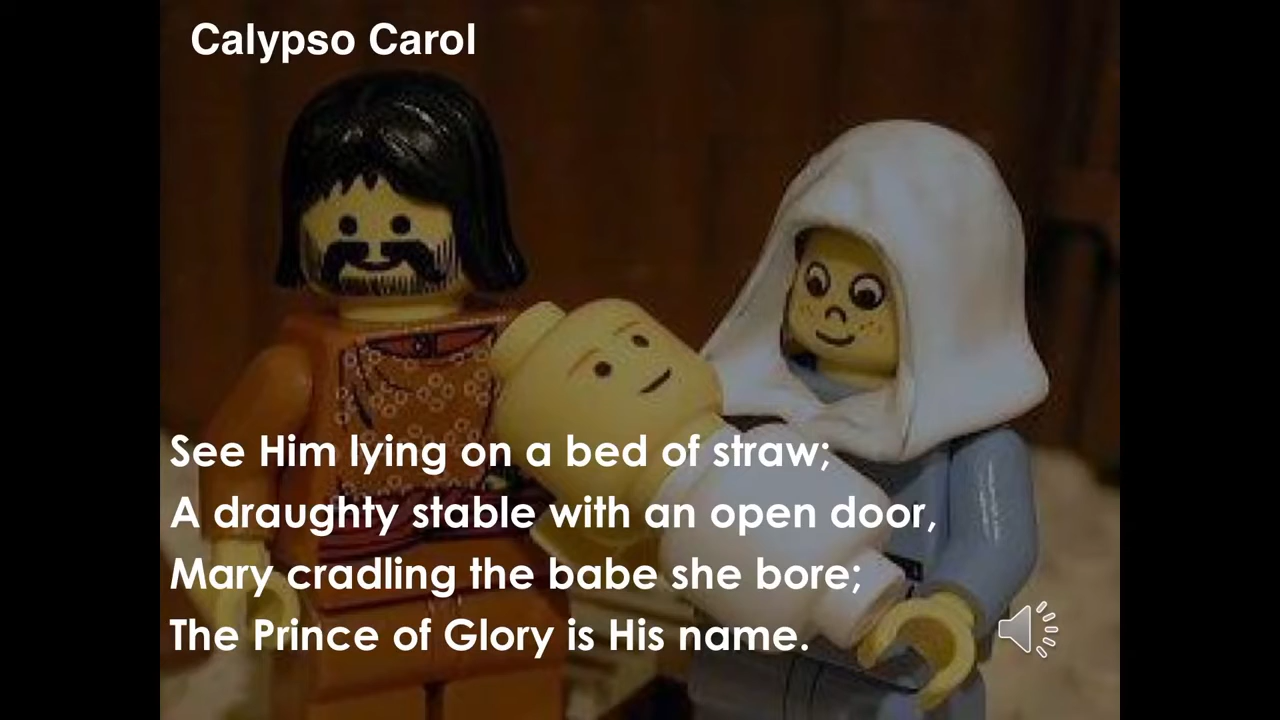 Calypso Carol
See Him lying on a bed of straw;
A draughty stable with an open door,
Mary cradling the babe she bore;
The Prince of Glory is His name.